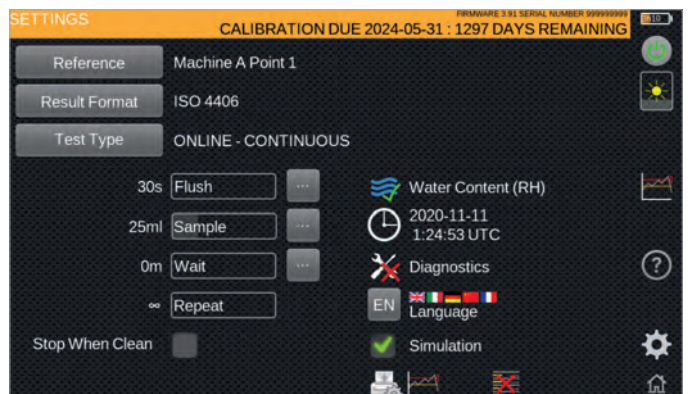 SETTINGS
FIRMWARE 3.91 SERIAL NUMBER 999999999
CALIBRATION DUE 2024-05-31 : 1297 DAYS REMAINING
Reference Machine A Point 1
Result Format ISO 4406
Test Type ONLINE - CONTINUOUS
30s Flush ... Water Content (RH)
25ml Sample ... 2020-11-11
1:24:53 UTC
0m Wait ... Diagnostics
?
∞ Repeat EN Language
Stop When Clean Simulation